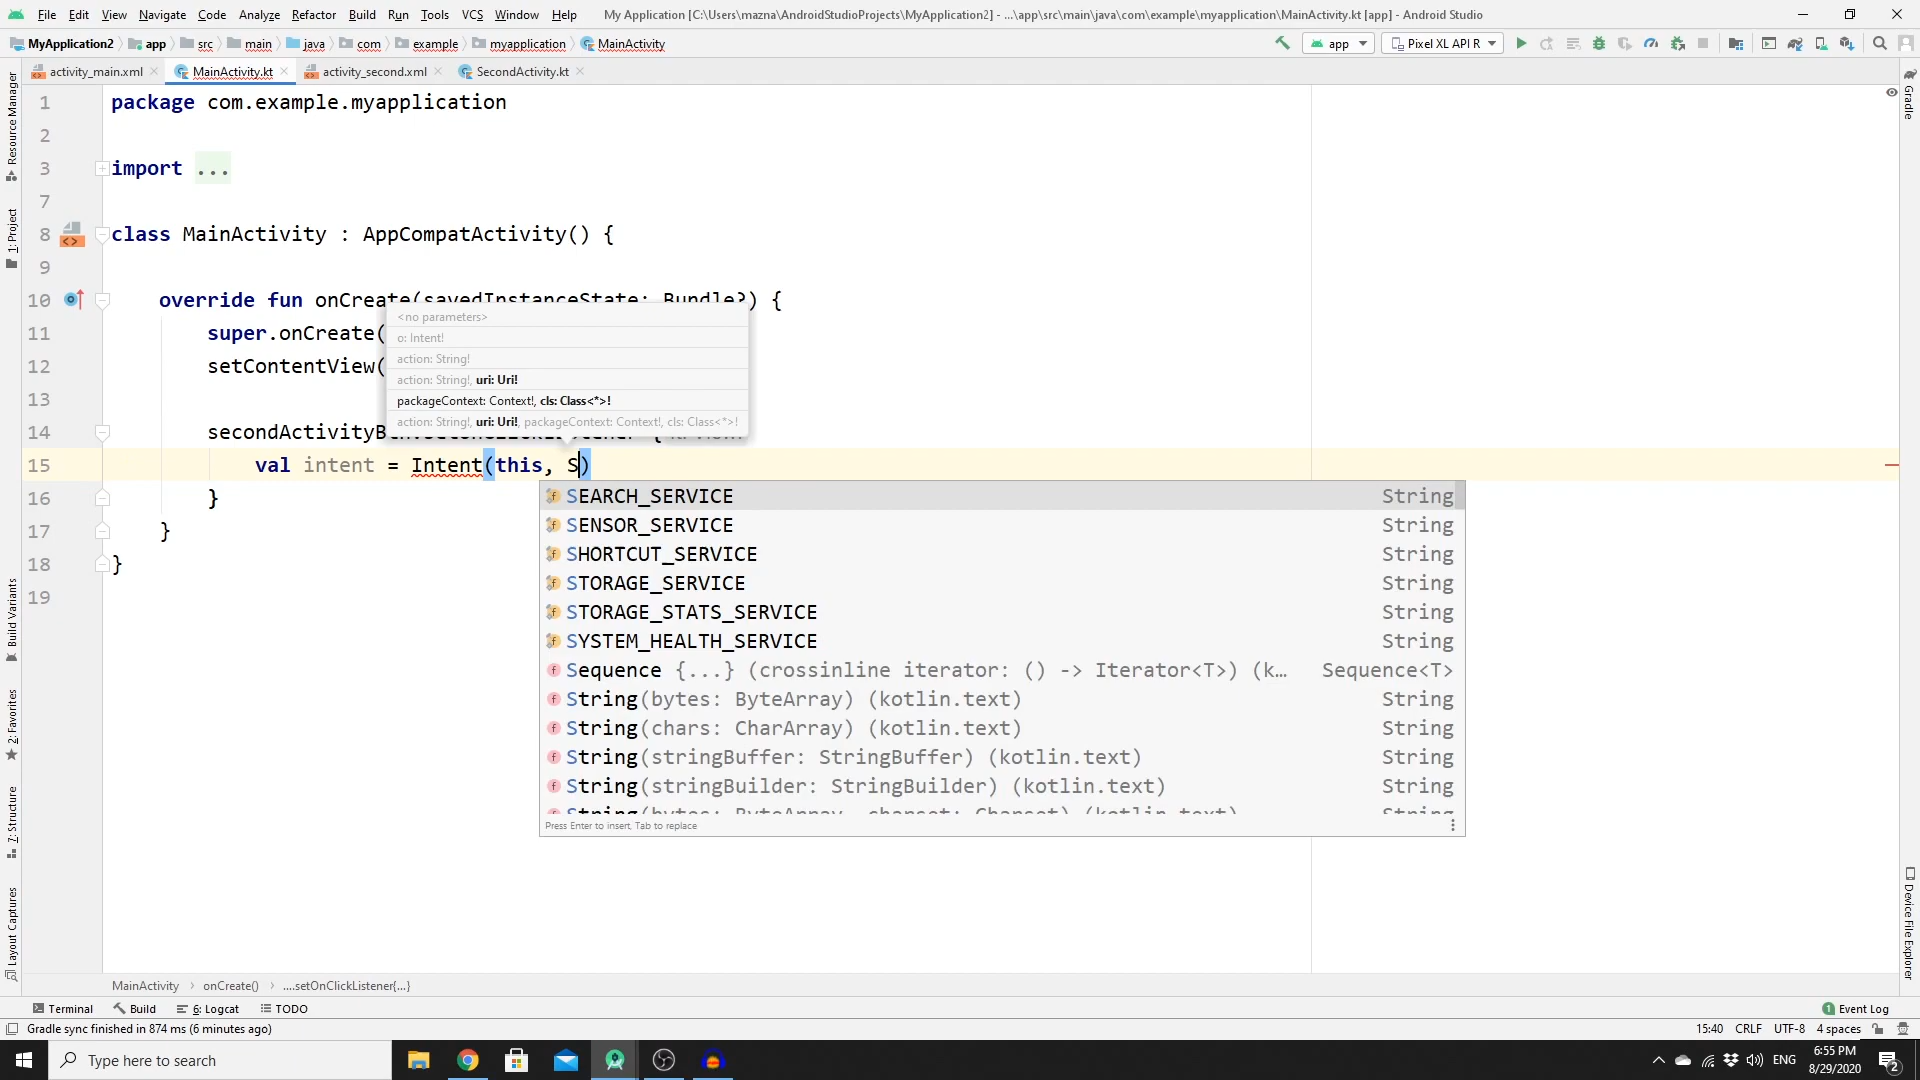 File Edit View Navigate Code Analyze Refactor Build Run Tools VCS Window Help My Application [C:\Users\mazna\AndroidStudioProjects\MyApplication2] - ...\app\src\main\java\com\example\myapplication\MainActivity.kt [app] - Android Studio
MyApplication2 app src main java com example myapplication MainActivity app Pixel XL API R
activity_main.xml MainActivity.kt activity_second.xml SecondActivity.kt
Resource Manager
1: Project
Build Variants
2: Favorites
7: Structure
Layout Captures
Gradle
Device File Explorer
1 package com.example.myapplication
2
3 import ...
7
8 class MainActivity : AppCompatActivity() {
9
10 override fun onCreate(savedInstanceState: Bundle?) {
11 super.onCreate(
12 setContentView(
13
14 secondActivityB
15 val intent = Intent(this, S)
16 }
17 }
18 }
19
<no parameters>
o: Intent!
action: String!
action: String!, uri: Uri!
packageContext: Context!, cls: Class<*>!
action: String!, uri: Uri!, packageContext: Context!, cls: Class<*>!
SEARCH_SERVICE String
SENSOR_SERVICE String
SHORTCUT_SERVICE String
STORAGE_SERVICE String
STORAGE_STATS_SERVICE String
SYSTEM_HEALTH_SERVICE String
Sequence {...} (crossinline iterator: () -> Iterator<T>) (k... Sequence<T>
String(bytes: ByteArray) (kotlin.text) String
String(chars: CharArray) (kotlin.text) String
String(stringBuffer: StringBuffer) (kotlin.text) String
String(stringBuilder: StringBuilder) (kotlin.text) String
String(bytes: ByteArray, charset: Charset) (kotlin.text) String
Press Enter to insert, Tab to replace
MainActivity onCreate() ....setOnClickListener{...}
Terminal Build 6: Logcat TODO 1 Event Log
Gradle sync finished in 874 ms (6 minutes ago) 15:40 CRLF UTF-8 4 spaces
Type here to search ENG 6:55 PM
8/29/2020 2